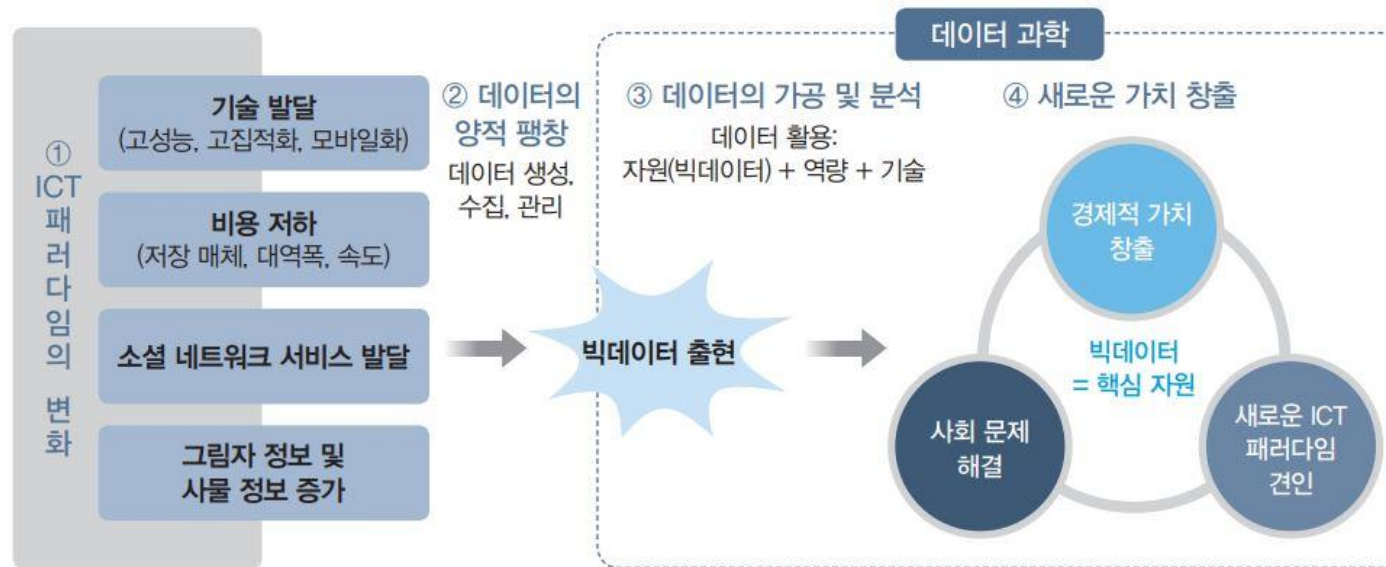 데이터 과학
①
ICT
패
러
다
임
의
변
화
기술 발달
(고성능, 고집적화, 모바일화)
비용 저하
(저장 매체, 대역폭, 속도)
소셜 네트워크 서비스 발달
그림자 정보 및
사물 정보 증가
② 데이터의
양적 팽창
데이터 생성,
수집, 관리
③ 데이터의 가공 및 분석
데이터 활용:
자원(빅데이터) + 역량 + 기술
빅데이터 출현
④ 새로운 가치 창출
경제적 가치
창출
빅데이터
= 핵심 자원
사회 문제
해결
새로운 ICT
패러다임
견인